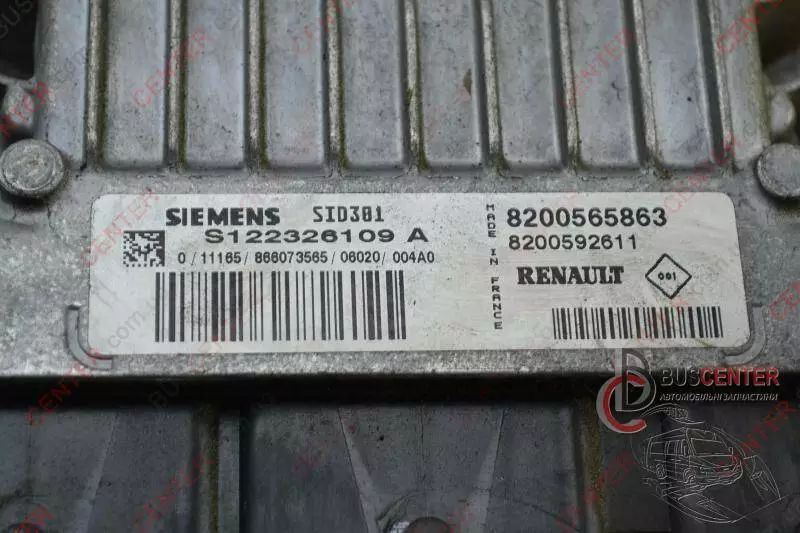 SIEMENS SID301
S122326109 A
0 / 11165 / 866073565 / 06020 / 004A0
MADE IN FRANCE
8200565863
8200592611
RENAULT 001
BUSCENTER
АВТОМОБІЛЬНІ ЗАПЧАСТИНИ